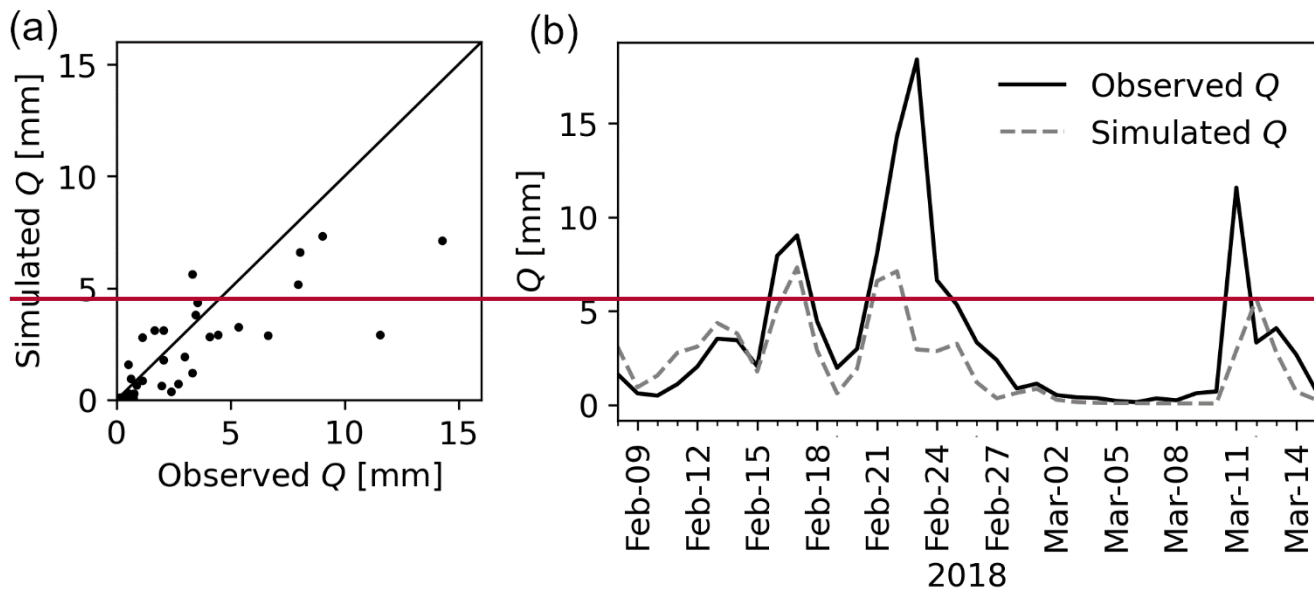 (a)
Simulated Q [mm]
15
10
5
0
0 5 10 15
Observed Q [mm]
(b)
Q [mm]
15
10
5
0
Observed Q
Simulated Q
Feb-09 Feb-12 Feb-15 Feb-18 Feb-21 Feb-24 Feb-27 Mar-02 Mar-05 Mar-08 Mar-11 Mar-14
2018